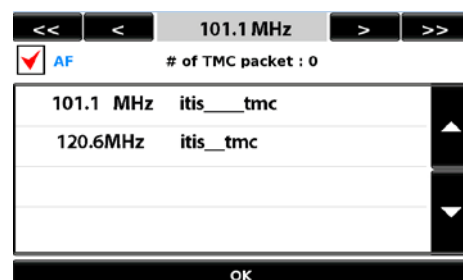 << < 101.1 MHz > >>
AF # of TMC packet : 0
101.1 MHz itis____tmc
120.6MHz itis__tmc
OK